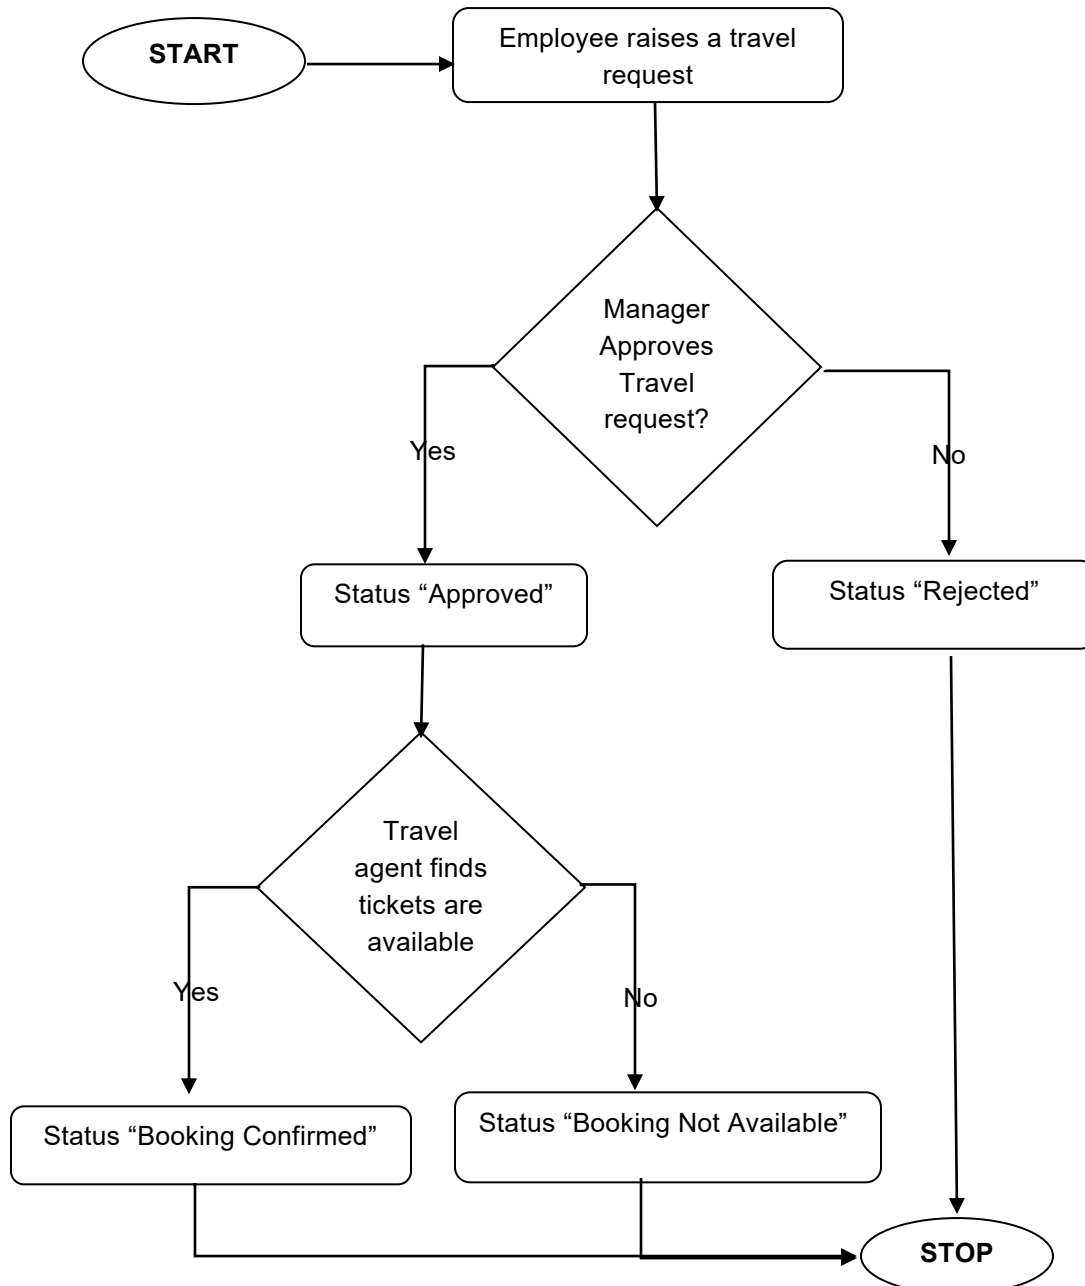 START
Employee raises a travel
request
Manager
Approves
Travel
request?
Yes
No
Status “Approved”
Status “Rejected”
Travel
agent finds
tickets are
available
Yes
No
Status “Booking Confirmed”
Status “Booking Not Available”
STOP